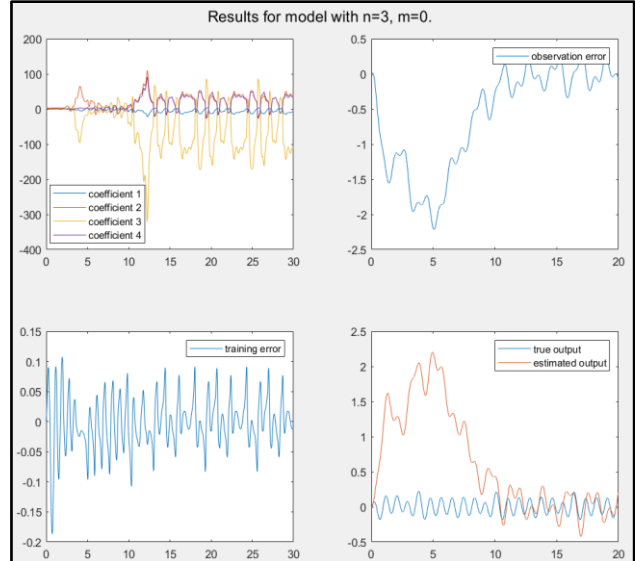 Results for model with n=3, m=0.
200
100
0
-100
-200
-300
-400
0 5 10 15 20 25 30
coefficient 1
coefficient 2
coefficient 3
coefficient 4
0.5
0
-0.5
-1
-1.5
-2
-2.5
0 5 10 15 20
observation error
0.15
0.1
0.05
0
-0.05
-0.1
-0.15
-0.2
0 5 10 15 20 25 30
training error
2.5
2
1.5
1
0.5
0
-0.5
0 5 10 15 20
true output
estimated output